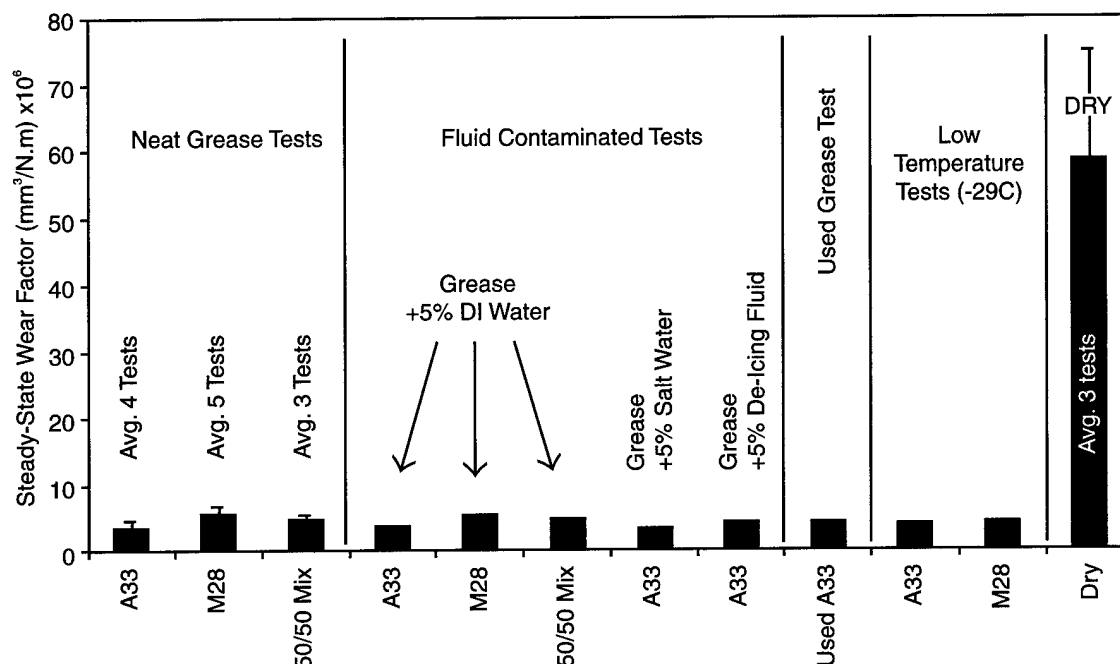 Steady-State Wear Factor (mm³/N.m) x10⁶
80
70
60
50
40
30
20
10
0
Neat Grease Tests
Avg. 4 Tests
Avg. 5 Tests
Avg. 3 Tests
Fluid Contaminated Tests
Grease
+5% DI Water
Grease
+5% Salt Water
Grease
+5% De-Icing Fluid
Used Grease Test
Low
Temperature
Tests (-29C)
DRY
Avg. 3 tests
A33
M28
50/50 Mix
A33
M28
50/50 Mix
A33
A33
Used A33
A33
M28
Dry